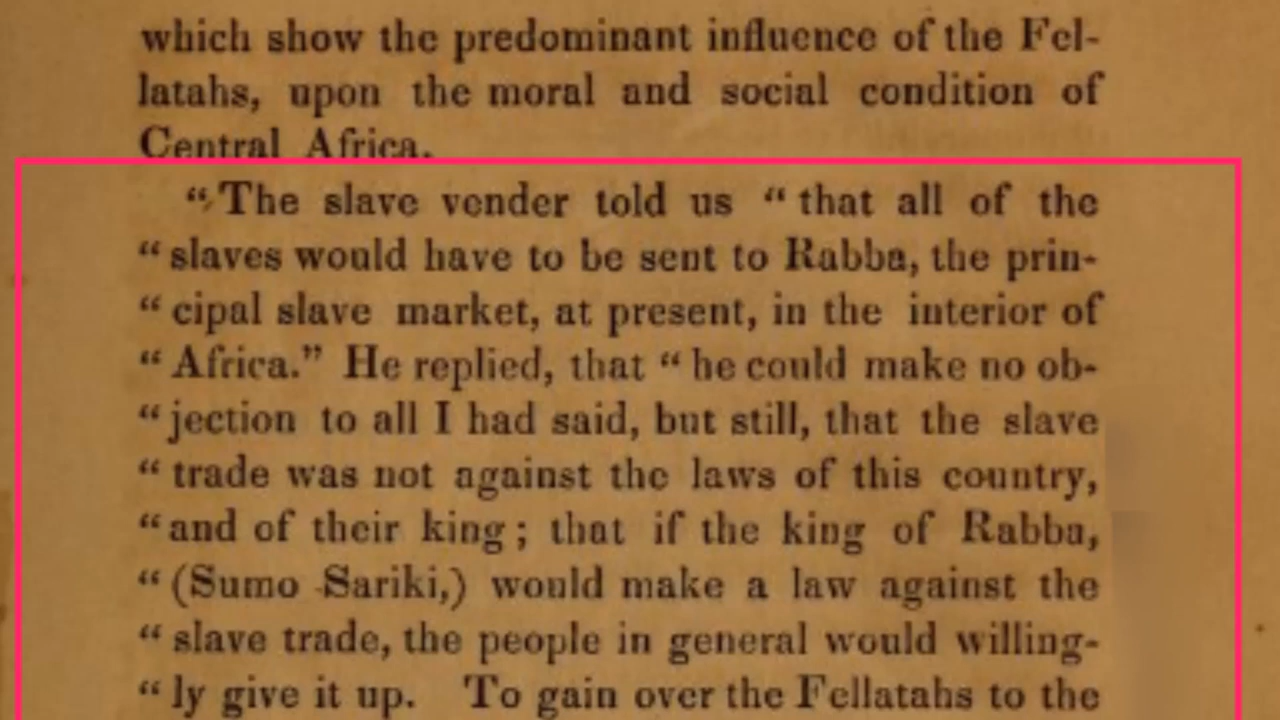 which show the predominant influence of the Fel-
latahs, upon the moral and social condition of
Central Africa.
“ The slave vender told us “ that all of the
“ slaves would have to be sent to Rabba, the prin-
“ cipal slave market, at present, in the interior of
“ Africa.” He replied, that “ he could make no ob-
“ jection to all I had said, but still, that the slave
“ trade was not against the laws of this country,
“ and of their king ; that if the king of Rabba,
“ (Sumo Sariki,) would make a law against the
“ slave trade, the people in general would willing-
“ ly give it up. To gain over the Fellatahs to the